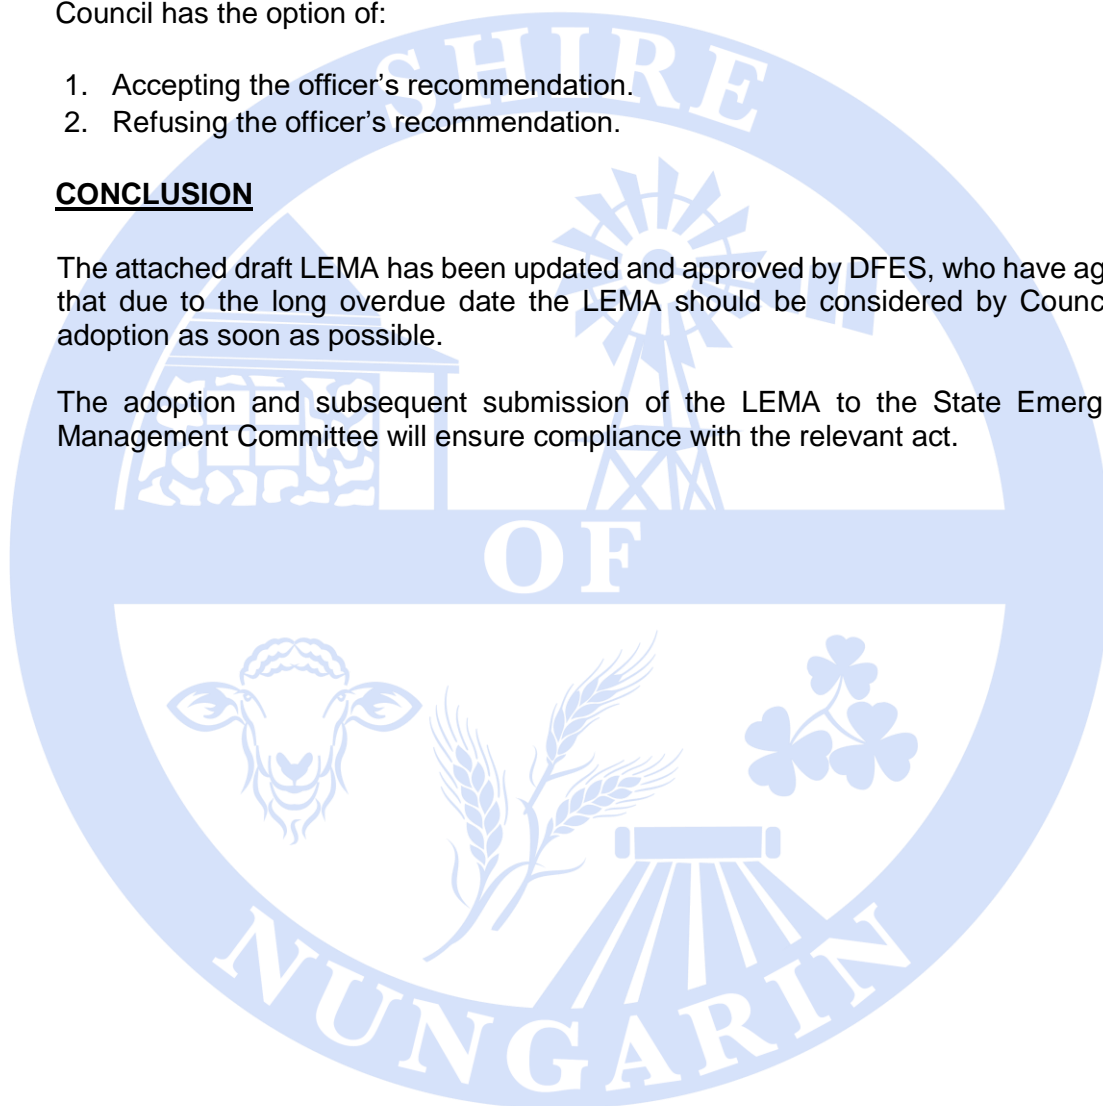 Council has the option of:
1. Accepting the officer's recommendation.
2. Refusing the officer's recommendation.
CONCLUSION
The attached draft LEMA has been updated and approved by DFES, who have
that due to the long overdue date the LEMA should be considered by
adoption as soon as possible.
The adoption and subsequent submission of the LEMA to the State
Management Committee will ensure compliance with the relevant act.
SHIRE
OF
NUNGARIN